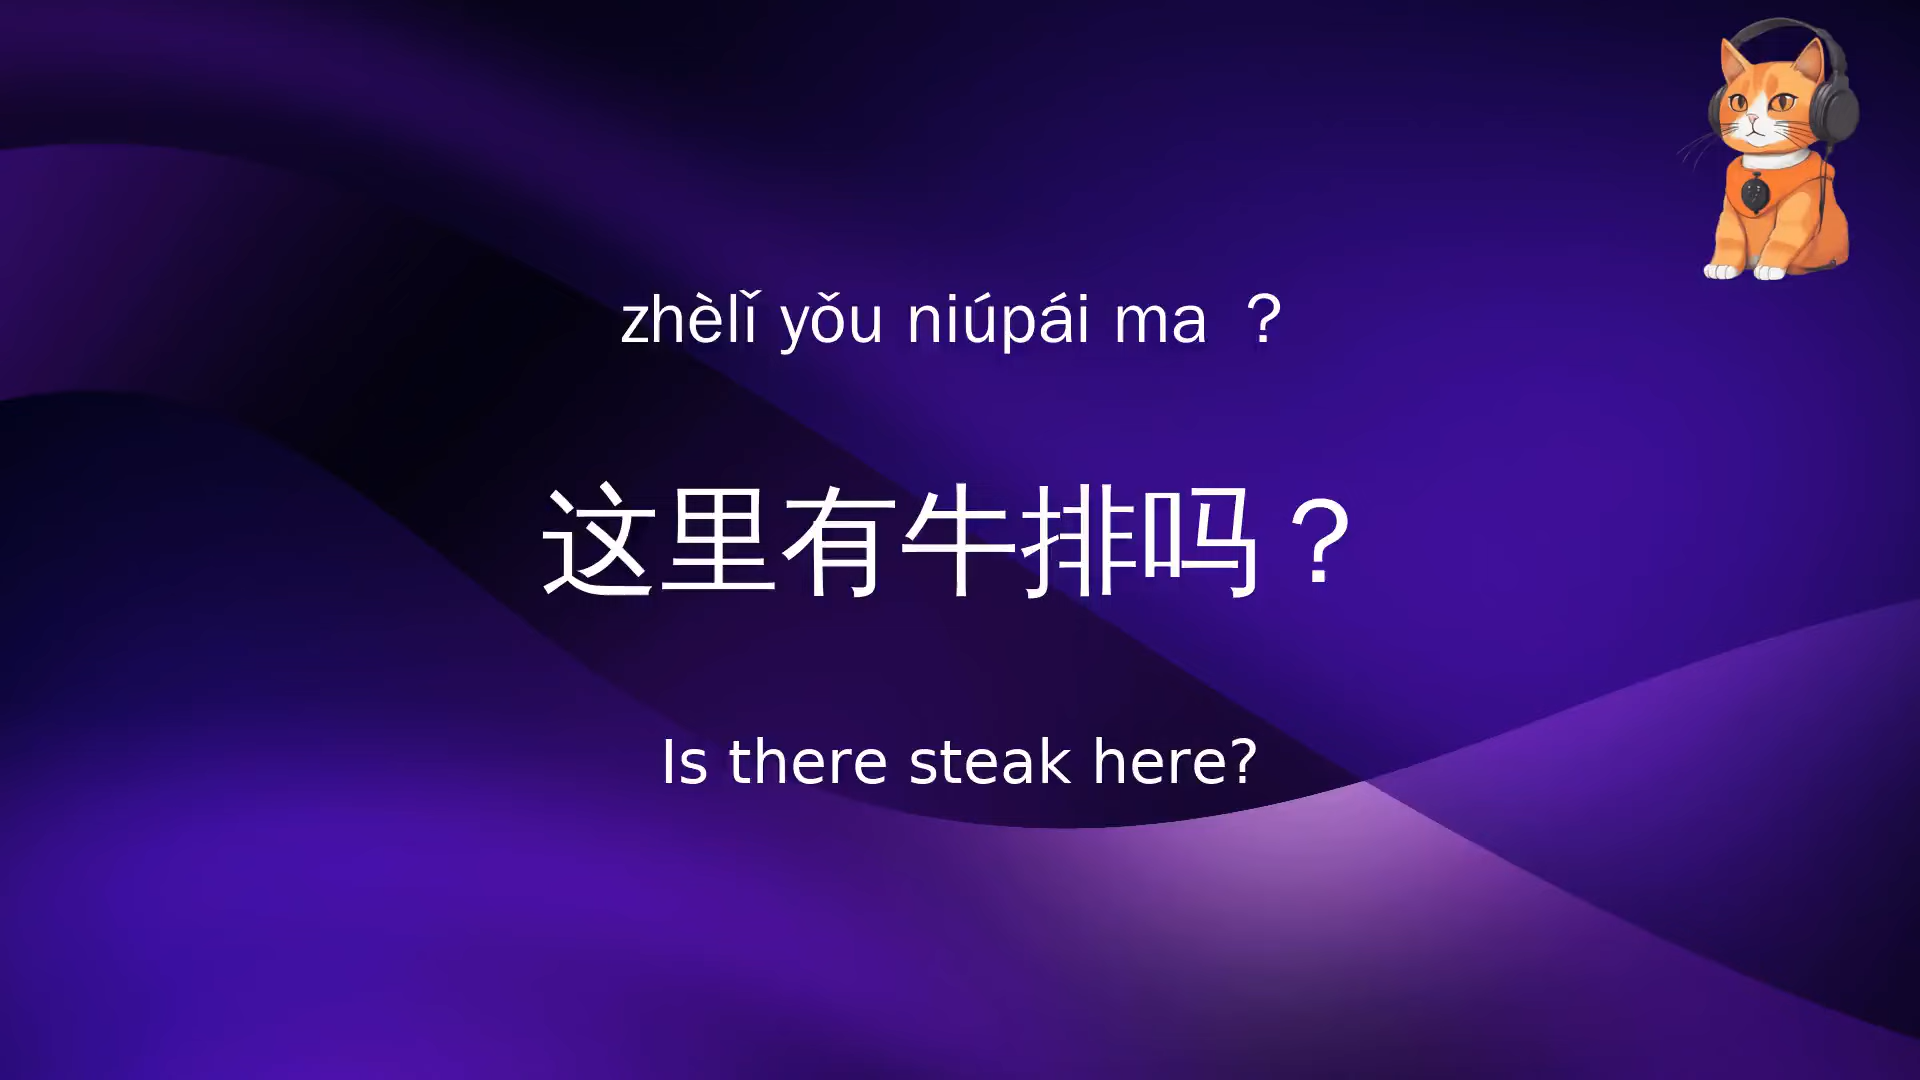 zhèlǐ yǒu niúpái ma ？
这里有牛排吗？
Is there steak here?